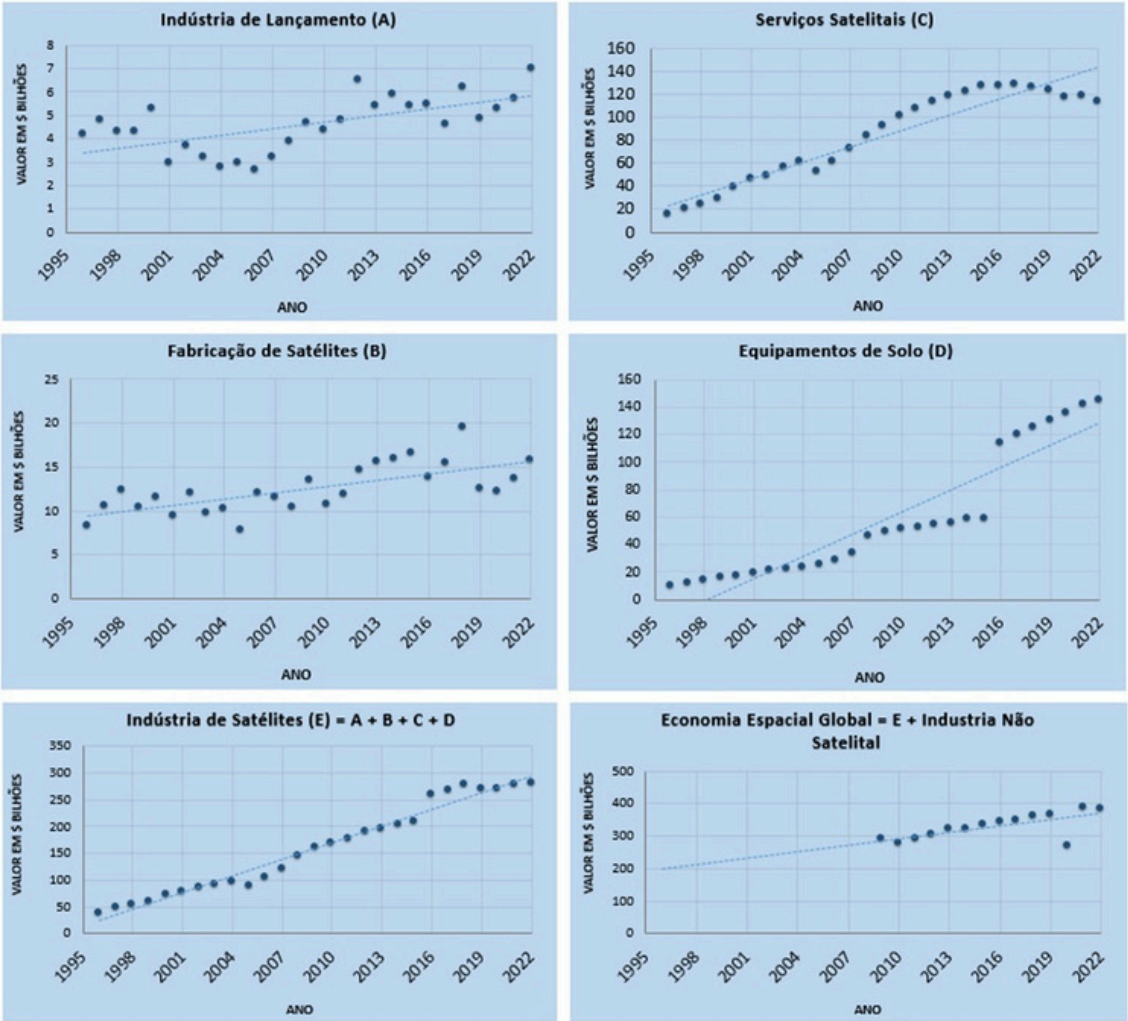 Indústria de Lançamento (A)
VALOR EM $ BILHÕES
8
7
6
5
4
3
2
1
0
1995 1998 2001 2004 2007 2010 2013 2016 2019 2022
ANO
Serviços Satelitais (C)
VALOR EM $ BILHÕES
160
140
120
100
80
60
40
20
0
1995 1998 2001 2004 2007 2010 2013 2016 2019 2022
ANO
Fabricação de Satélites (B)
VALOR EM $ BILHÕES
25
20
15
10
5
0
1995 1998 2001 2004 2007 2010 2013 2016 2019 2022
ANO
Equipamentos de Solo (D)
VALOR EM $ BILHÕES
160
140
120
100
80
60
40
20
0
1995 1998 2001 2004 2007 2010 2013 2016 2019 2022
ANO
Indústria de Satélites (E) = A + B + C + D
VALOR EM $ BILHÕES
350
300
250
200
150
100
50
0
1995 1998 2001 2004 2007 2010 2013 2016 2019 2022
ANO
Economia Espacial Global = E + Industria Não
Satelital
VALOR EM $ BILHÕES
500
400
300
200
100
0
1995 1998 2001 2004 2007 2010 2013 2016 2019 2022
ANO